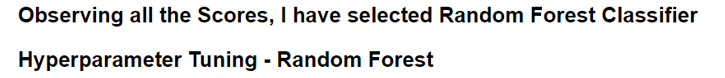 Observing all the Scores, I have selected Random Forest Classifier
Hyperparameter Tuning - Random Forest